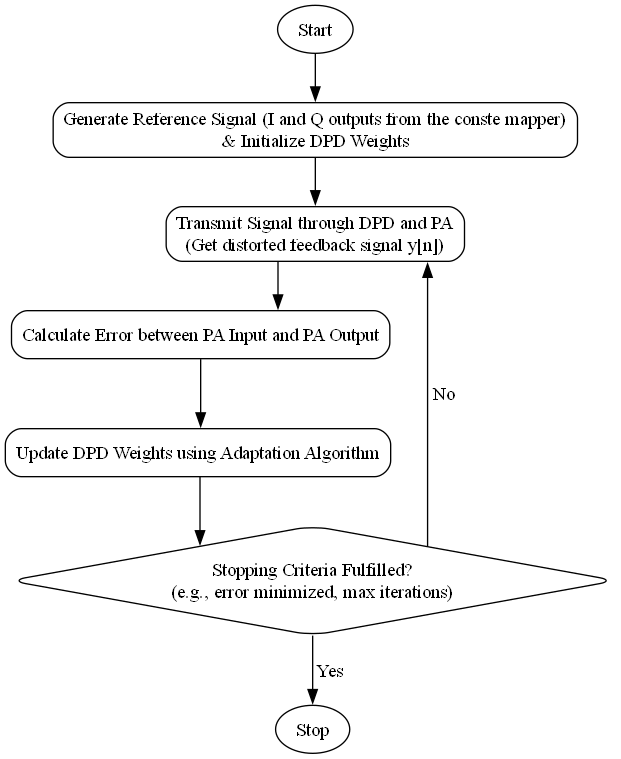 Start
Generate Reference Signal (I and Q outputs from the conste mapper)
& Initialize DPD Weights
Transmit Signal through DPD and PA
(Get distorted feedback signal y[n])
Calculate Error between PA Input and PA Output
No
Update DPD Weights using Adaptation Algorithm
Stopping Criteria Fulfilled?
(e.g., error minimized, max iterations)
Yes
Stop